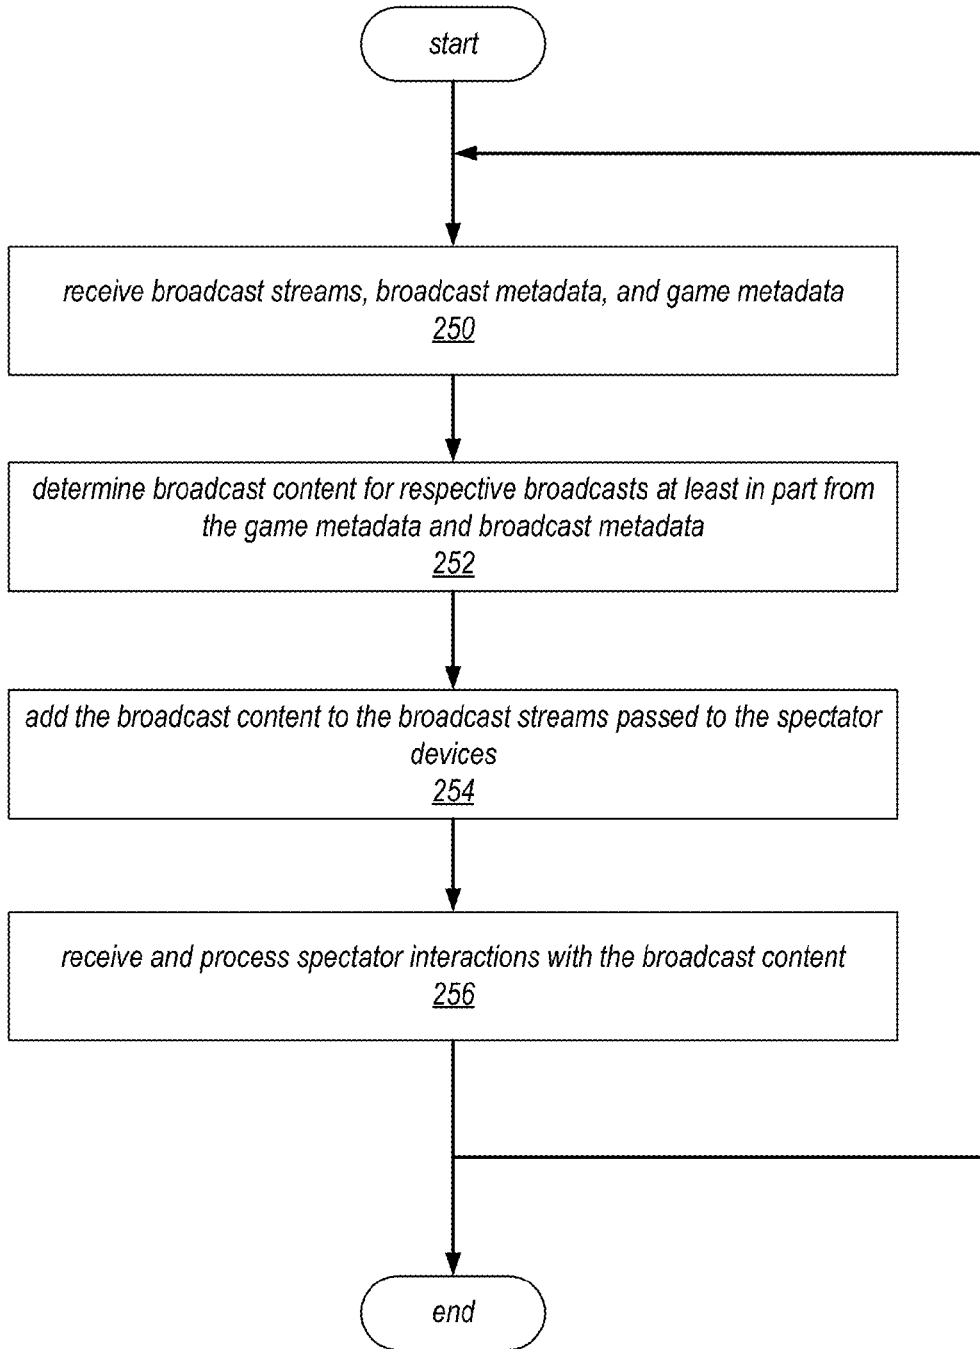 start
receive broadcast streams, broadcast metadata, and game metadata
250
determine broadcast content for respective broadcasts at least in part from
the game metadata and broadcast metadata
252
add the broadcast content to the broadcast streams passed to the spectator
devices
254
receive and process spectator interactions with the broadcast content
256
end